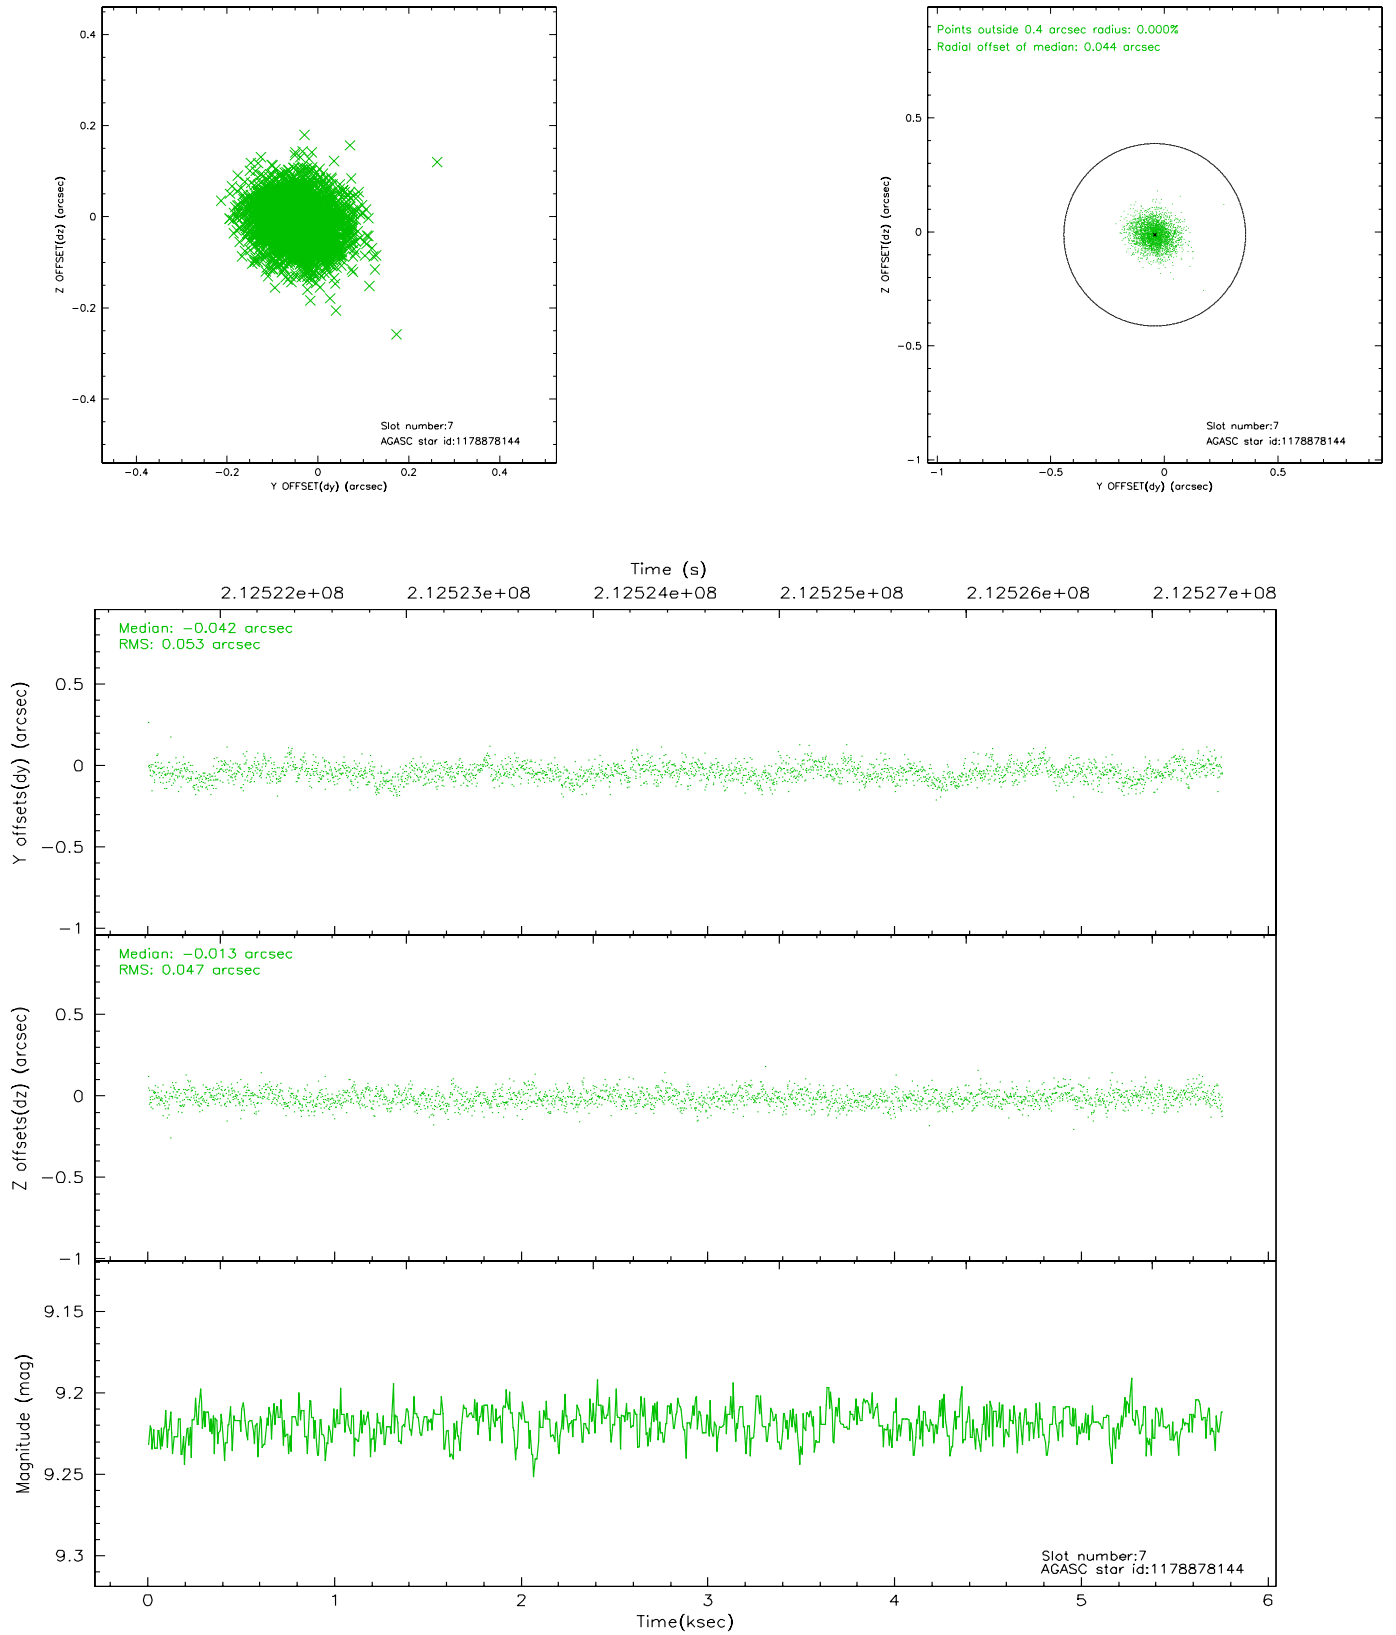 0.4
0.2
0
−0.2
−0.4
Z OFFSET(dz) (arcsec)
Slot number:7
AGASC star id:1178878144
−0.4 −0.2 0 0.2 0.4
Y OFFSET(dy) (arcsec)
Points outside 0.4 arcsec radius: 0.000%
Radial offset of median: 0.044 arcsec
0.5
0
−0.5
−1
Z OFFSET(dz) (arcsec)
Slot number:7
AGASC star id:1178878144
−1 −0.5 0 0.5
Y OFFSET(dy) (arcsec)
Time (s)
2.12522e+08 2.12523e+08 2.12524e+08 2.12525e+08 2.12526e+08 2.12527e+08
Median: −0.042 arcsec
RMS: 0.053 arcsec
0.5
0
−0.5
−1
Y offsets(dy) (arcsec)
Median: −0.013 arcsec
RMS: 0.047 arcsec
0.5
0
−0.5
−1
Z offsets(dz) (arcsec)
9.15
9.2
9.25
9.3
Magnitude (mag)
Slot number:7
AGASC star id:1178878144
0 1 2 3 4 5 6
Time(ksec)